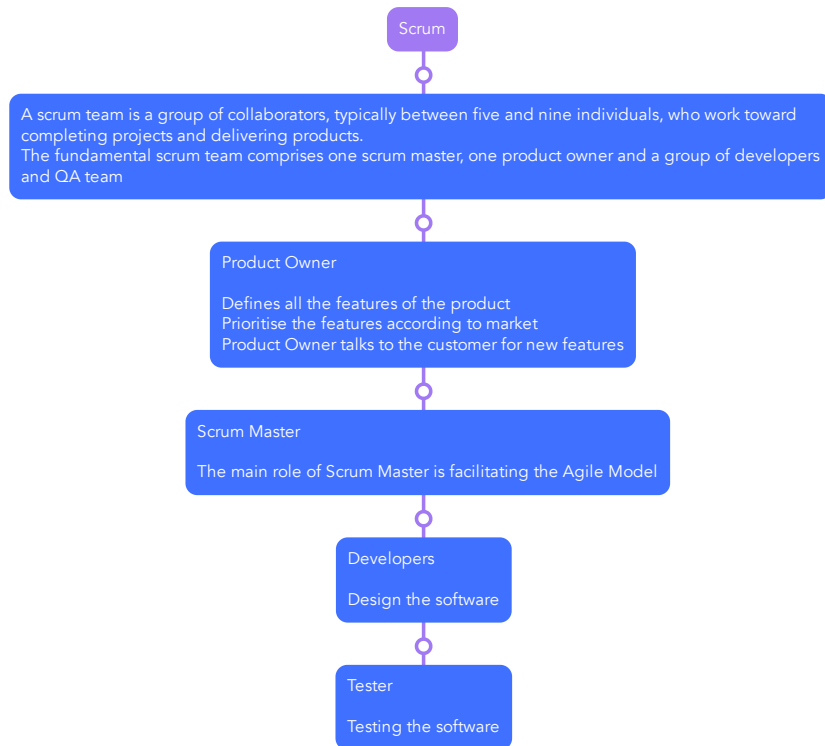 Scrum
A scrum team is a group of collaborators, typically between five and nine individuals, who work toward
completing projects and delivering products.
The fundamental scrum team comprises one scrum master, one product owner and a group of developers
and QA team
Product Owner
Defines all the features of the product
Prioritise the features according to market
Product Owner talks to the customer for new features
Scrum Master
The main role of Scrum Master is facilitating the Agile Model
Developers
Design the software
Tester
Testing the software